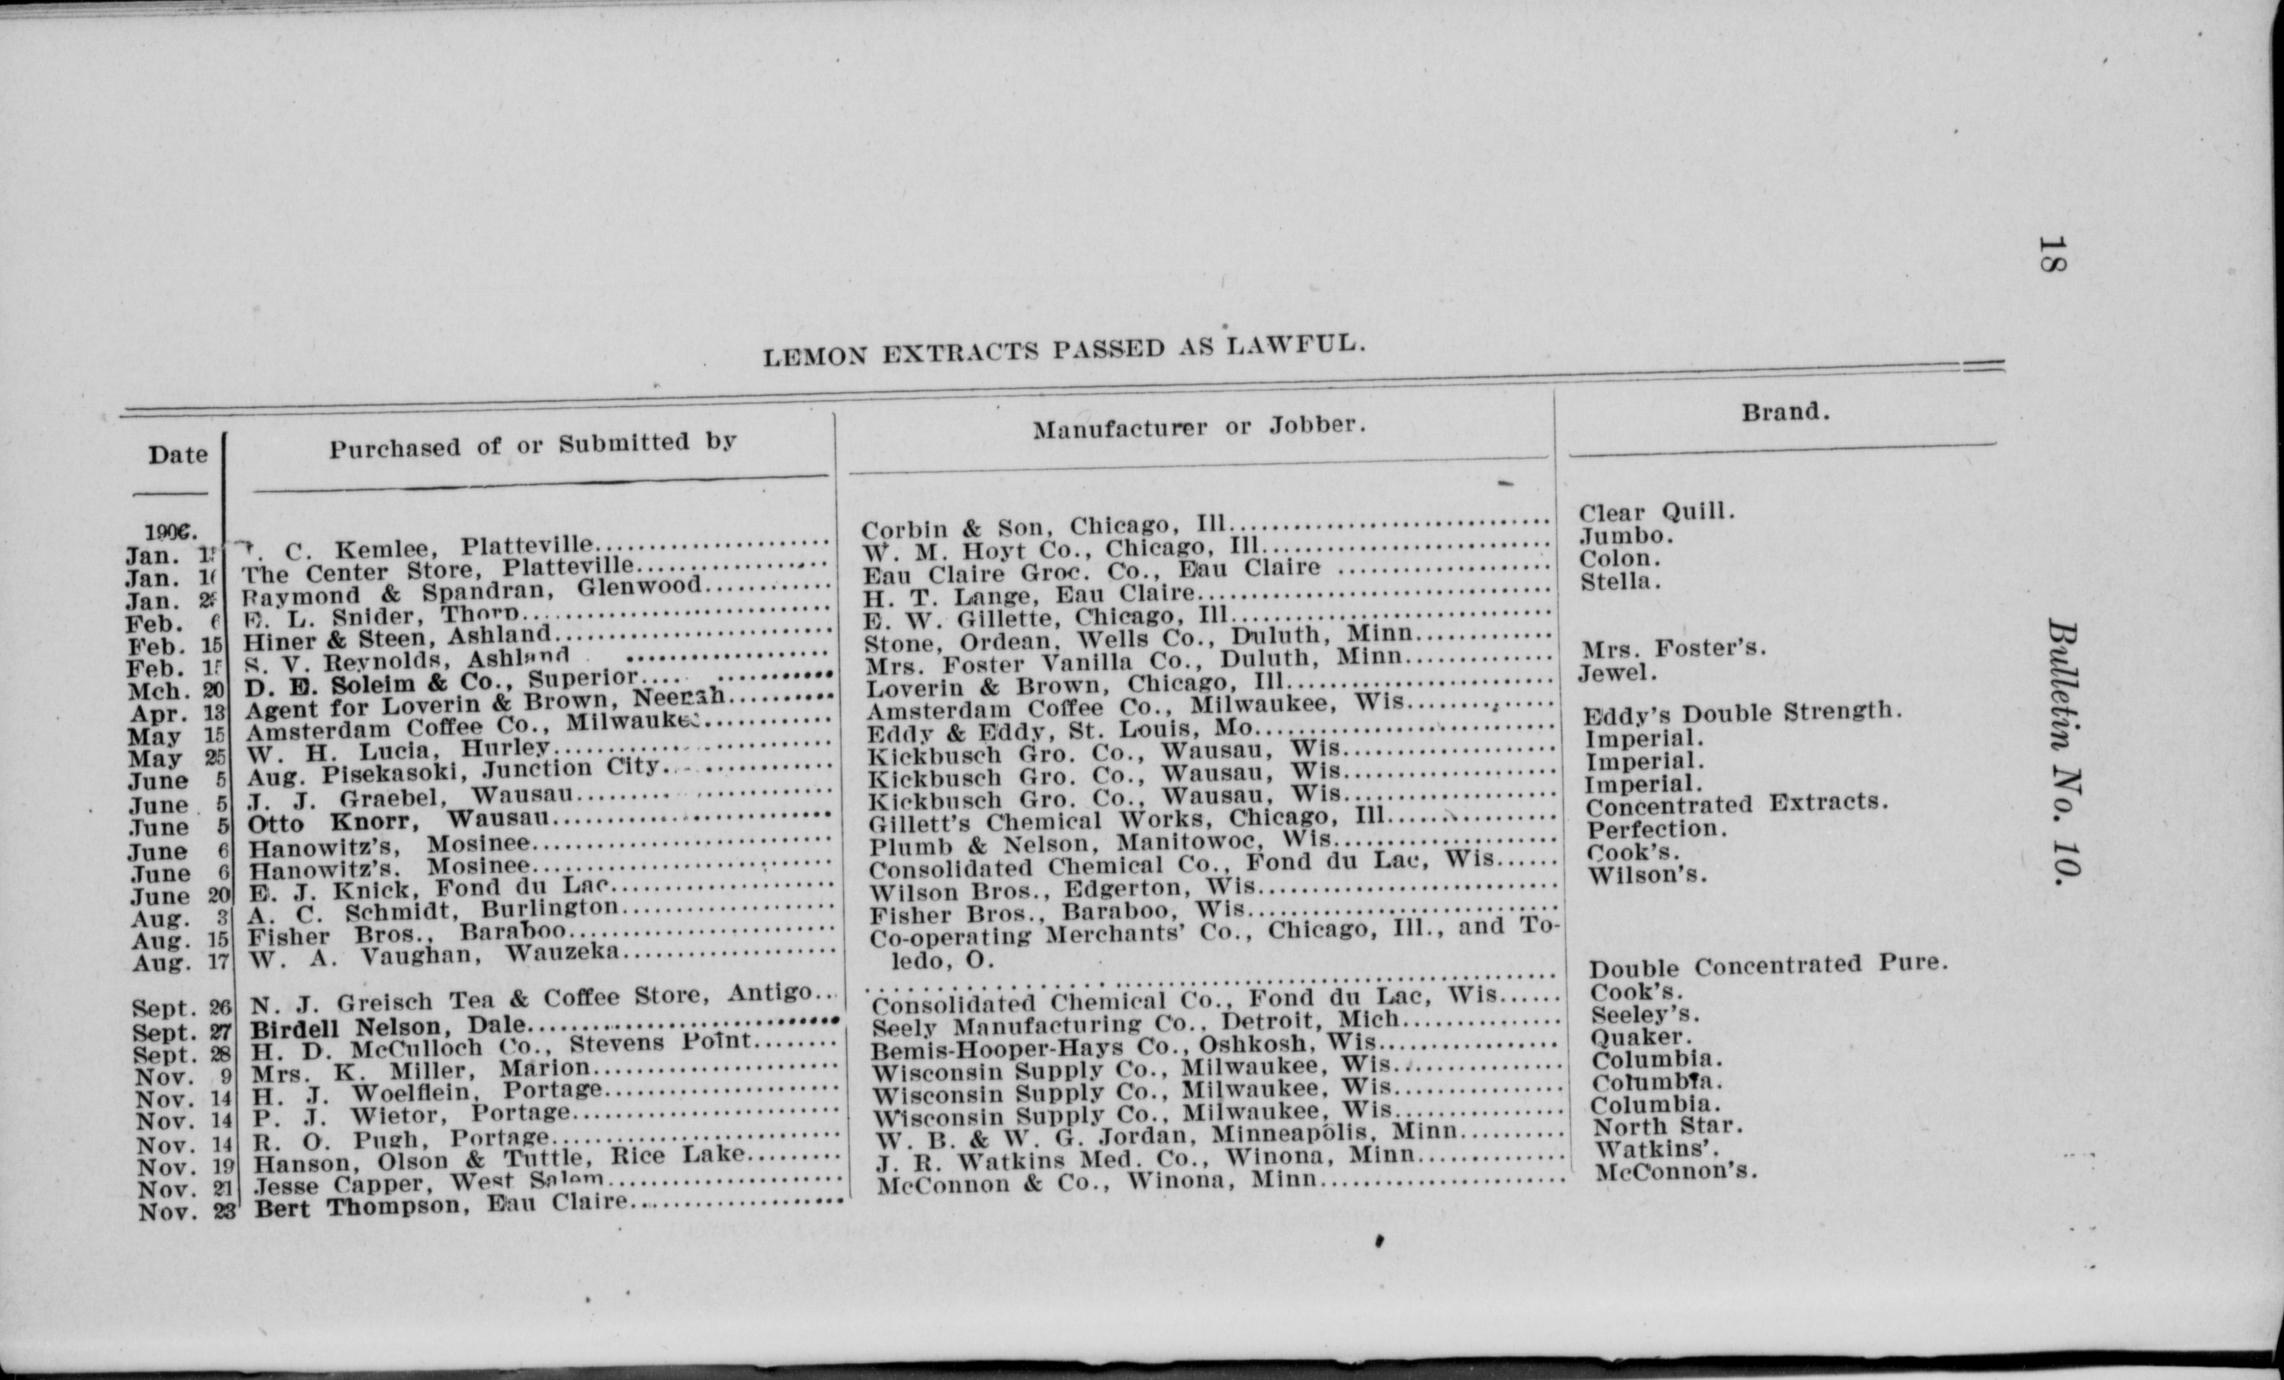 18
Bulletin No. 10.
LEMON EXTRACTS PASSED AS LAWFUL.
Date Purchased of or Submitted by Manufacturer or Jobber. Brand.
1906.
Jan. C. Kemlee, Platteville Corbin & Son, Chicago, Ill. Clear Quill.
Jan. The Center Store, Platteville W. M. Hoyt Co., Chicago, Ill. Jumbo.
Jan. Raymond & Spandran, Glenwood Eau Claire Groc. Co., Eau Claire Colon.
Feb. 6 E. L. Snider, Thorp H. T. Lange, Eau Claire Stella.
Feb. 15 Hiner & Steen, Ashland E. W. Gillette, Chicago, Ill.
Feb. 15 S. V. Reynolds, Ashland Stone, Ordean, Wells Co., Duluth, Minn.
Mch. 20 D. E. Soleim & Co., Superior Mrs. Foster Vanilla Co., Duluth, Minn. Mrs. Foster's.
Apr. 13 Agent for Loverin & Brown, Neenah Loverin & Brown, Chicago, Ill. Jewel.
May 15 Amsterdam Coffee Co., Milwaukee Amsterdam Coffee Co., Milwaukee, Wis.
May 25 W. H. Lucia, Hurley Eddy & Eddy, St. Louis, Mo. Eddy's Double Strength.
June 5 Aug. Pisekasoki, Junction City Kickbusch Gro. Co., Wausau, Wis. Imperial.
June 5 J. J. Graebel, Wausau Kickbusch Gro. Co., Wausau, Wis. Imperial.
June 5 Otto Knorr, Wausau Kickbusch Gro. Co., Wausau, Wis. Imperial.
June 6 Hanowitz's, Mosinee Gillett's Chemical Works, Chicago, Ill. Concentrated Extracts.
June 6 Hanowitz's. Mosinee Plumb & Nelson, Manitowoc, Wis. Perfection.
June 20 E. J. Knick, Fond du Lac Consolidated Chemical Co., Fond du Lac, Wis. Cook's.
Aug. 3 A. C. Schmidt, Burlington Wilson Bros., Edgerton, Wis. Wilson's.
Aug. 15 Fisher Bros., Baraboo Fisher Bros., Baraboo, Wis.
Aug. 17 W. A. Vaughan, Wauzeka Co-operating Merchants' Co., Chicago, Ill., and To-
ledo, O.
Sept. 26 N. J. Greisch Tea & Coffee Store, Antigo Double Concentrated Pure.
Sept. 27 Birdell Nelson, Dale Consolidated Chemical Co., Fond du Lac, Wis. Cook's.
Sept. 28 H. D. McCulloch Co., Stevens Point Seely Manufacturing Co., Detroit, Mich. Seeley's.
Nov. 9 Mrs. K. Miller, Marion Bemis-Hooper-Hays Co., Oshkosh, Wis. Quaker.
Nov. 14 H. J. Woelflein, Portage Wisconsin Supply Co., Milwaukee, Wis. Columbia.
Nov. 14 P. J. Wietor, Portage Wisconsin Supply Co., Milwaukee, Wis. Columbia.
Nov. 14 R. O. Pugh, Portage Wisconsin Supply Co., Milwaukee, Wis. Columbia.
Nov. 19 Hanson, Olson & Tuttle, Rice Lake W. B. & W. G. Jordan, Minneapolis, Minn. North Star.
Nov. 21 Jesse Capper, West Salem J. R. Watkins Med. Co., Winona, Minn. Watkins'.
Nov. 23 Bert Thompson, Eau Claire McConnon & Co., Winona, Minn. McConnon's.